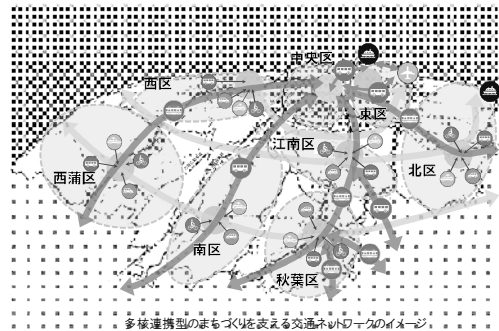 中央区
西区
東区
江南区
北区
西蒲区
南区
秋葉区
多核連携型のまちづくりを支える交通ネットワークのイメージ